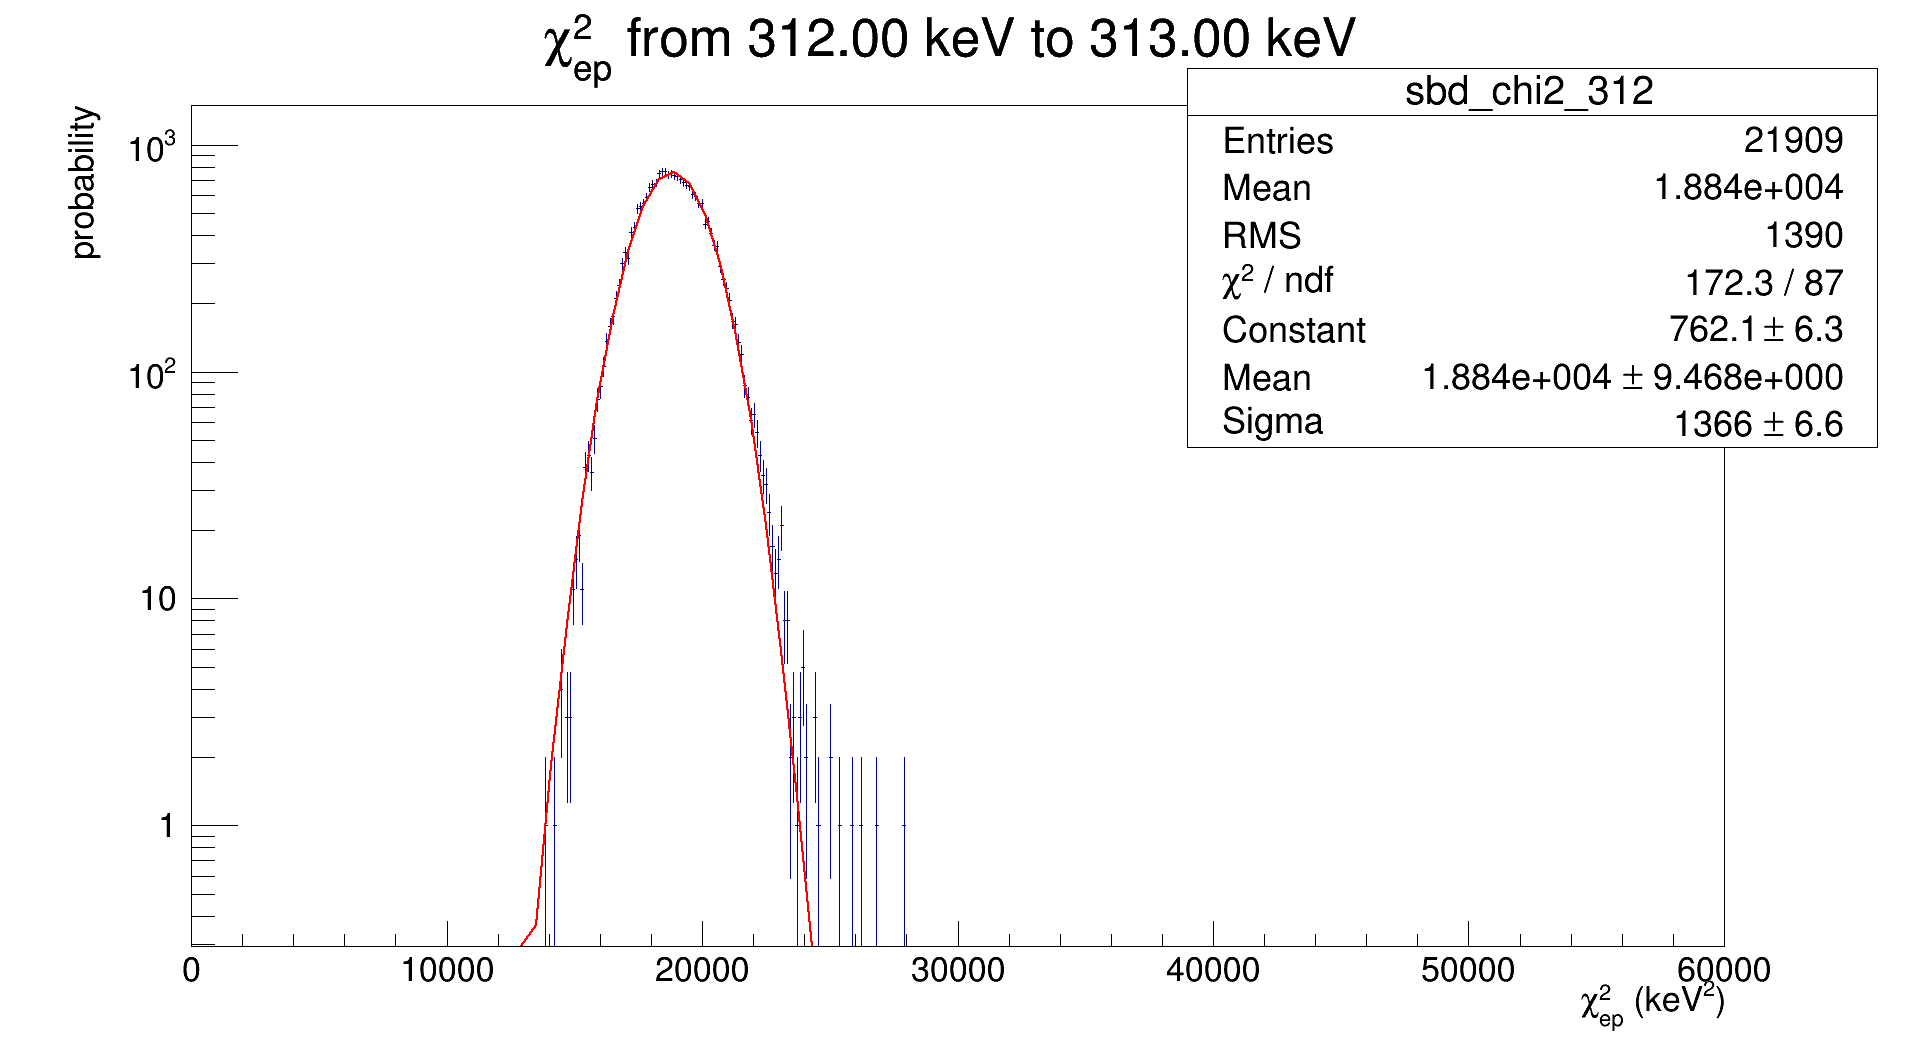 χ²ep from 312.00 keV to 313.00 keV
sbd_chi2_312
Entries 21909
Mean 1.884e+004
RMS 1390
χ² / ndf 172.3 / 87
Constant 762.1 ± 6.3
Mean 1.884e+004 ± 9.468e+000
Sigma 1366 ± 6.6
probability
10³
10²
10
1
0 10000 20000 30000 40000 50000 60000
χ²ep (keV²)